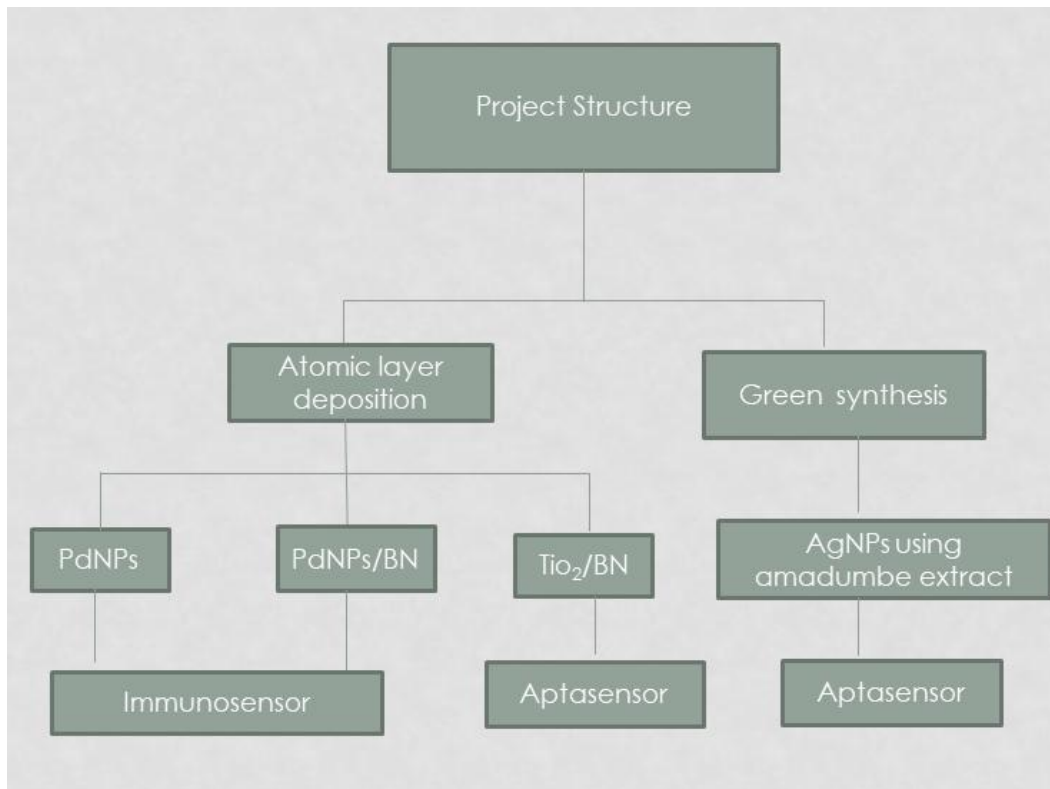 Project Structure
Atomic layer
deposition
Green synthesis
PdNPs
PdNPs/BN
Tio₂/BN
AgNPs using
amadumbe extract
Immunosensor
Aptasensor
Aptasensor